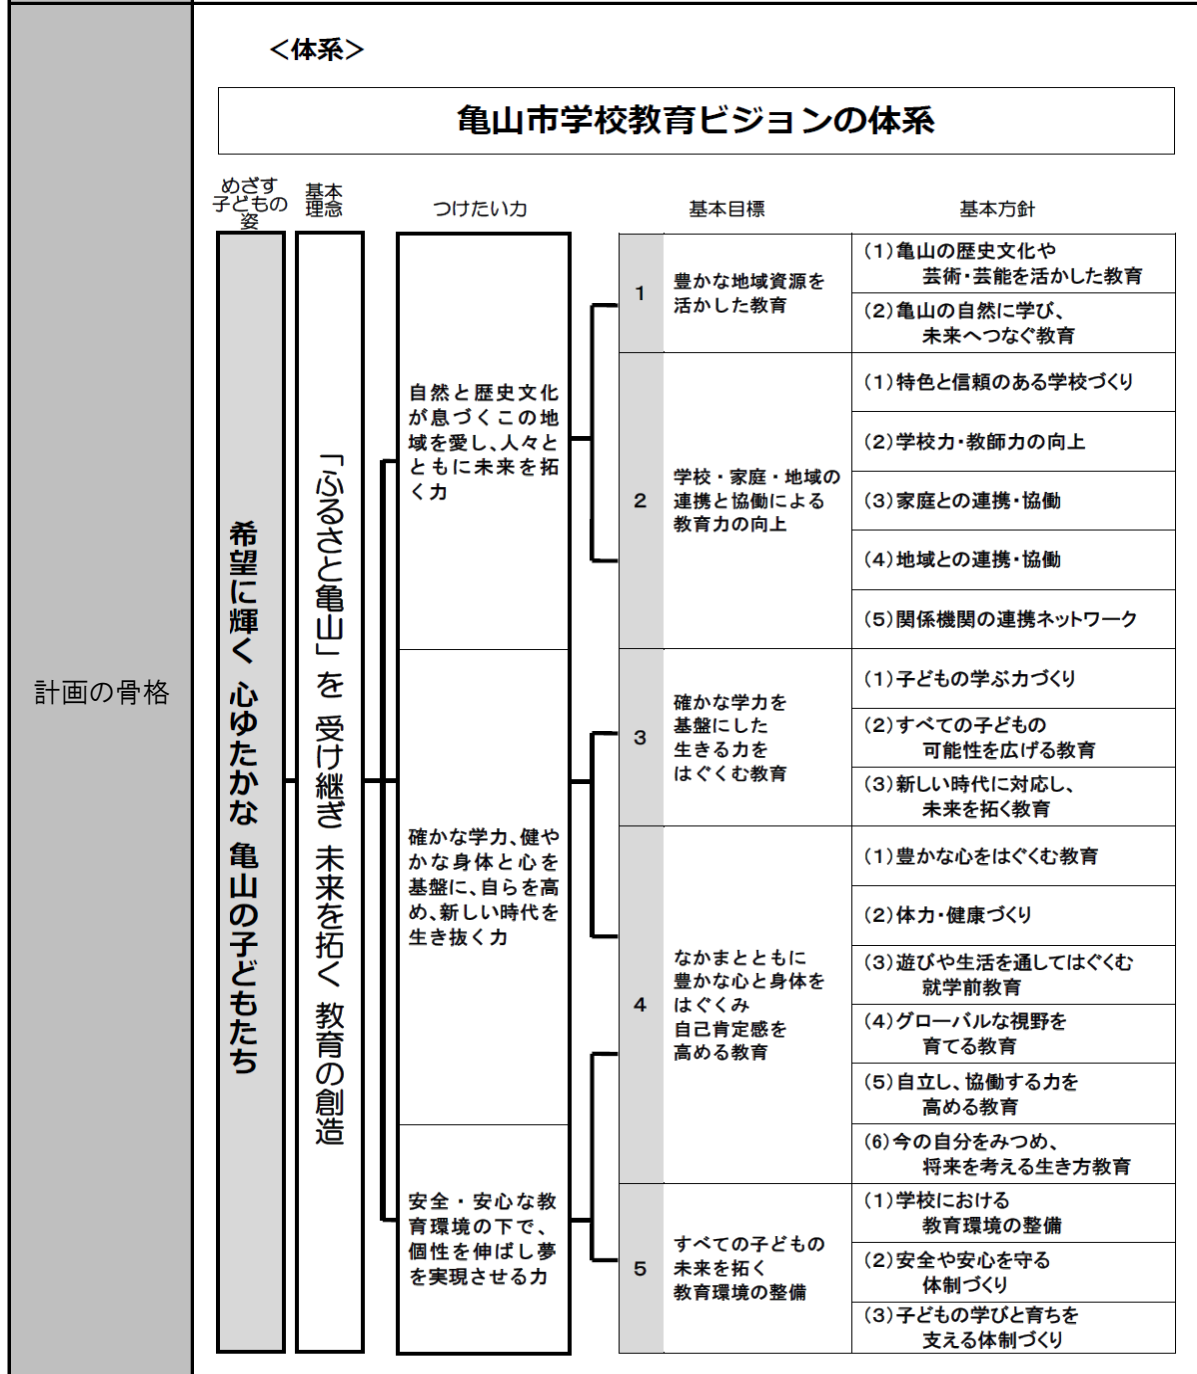 ＜体系＞
亀山市学校教育ビジョンの体系
めざす
子どもの
姿
基本
理念
つけたい力
基本目標
基本方針
計画の骨格
希望に輝く 心ゆたかな 亀山の子どもたち
「ふるさと亀山」を 受け継ぎ 未来を拓く 教育の創造
自然と歴史文化
が息づくこの地
域を愛し、人々と
ともに未来を拓
く力
確かな学力、健や
かな身体と心を
基盤に、自らを高
め、新しい時代を
生き抜く力
安全・安心な教
育環境の下で、
個性を伸ばし夢
を実現させる力
1
豊かな地域資源を
活かした教育
（1）亀山の歴史文化や
芸術・芸能を活かした教育
（2）亀山の自然に学び、
未来へつなぐ教育
2
学校・家庭・地域の
連携と協働による
教育力の向上
（1）特色と信頼のある学校づくり
（2）学校力・教師力の向上
（3）家庭との連携・協働
（4）地域との連携・協働
（5）関係機関の連携ネットワーク
3
確かな学力を
基盤にした
生きる力を
はぐくむ教育
（1）子どもの学ぶ力づくり
（2）すべての子どもの
可能性を広げる教育
（3）新しい時代に対応し、
未来を拓く教育
4
なかまとともに
豊かな心と身体を
はぐくみ
自己肯定感を
高める教育
（1）豊かな心をはぐくむ教育
（2）体力・健康づくり
（3）遊びや生活を通してはぐくむ
就学前教育
（4）グローバルな視野を
育てる教育
（5）自立し、協働する力を
高める教育
（6）今の自分をみつめ、
将来を考える生き方教育
5
すべての子どもの
未来を拓く
教育環境の整備
（1）学校における
教育環境の整備
（2）安全や安心を守る
体制づくり
（3）子どもの学びと育ちを
支える体制づくり